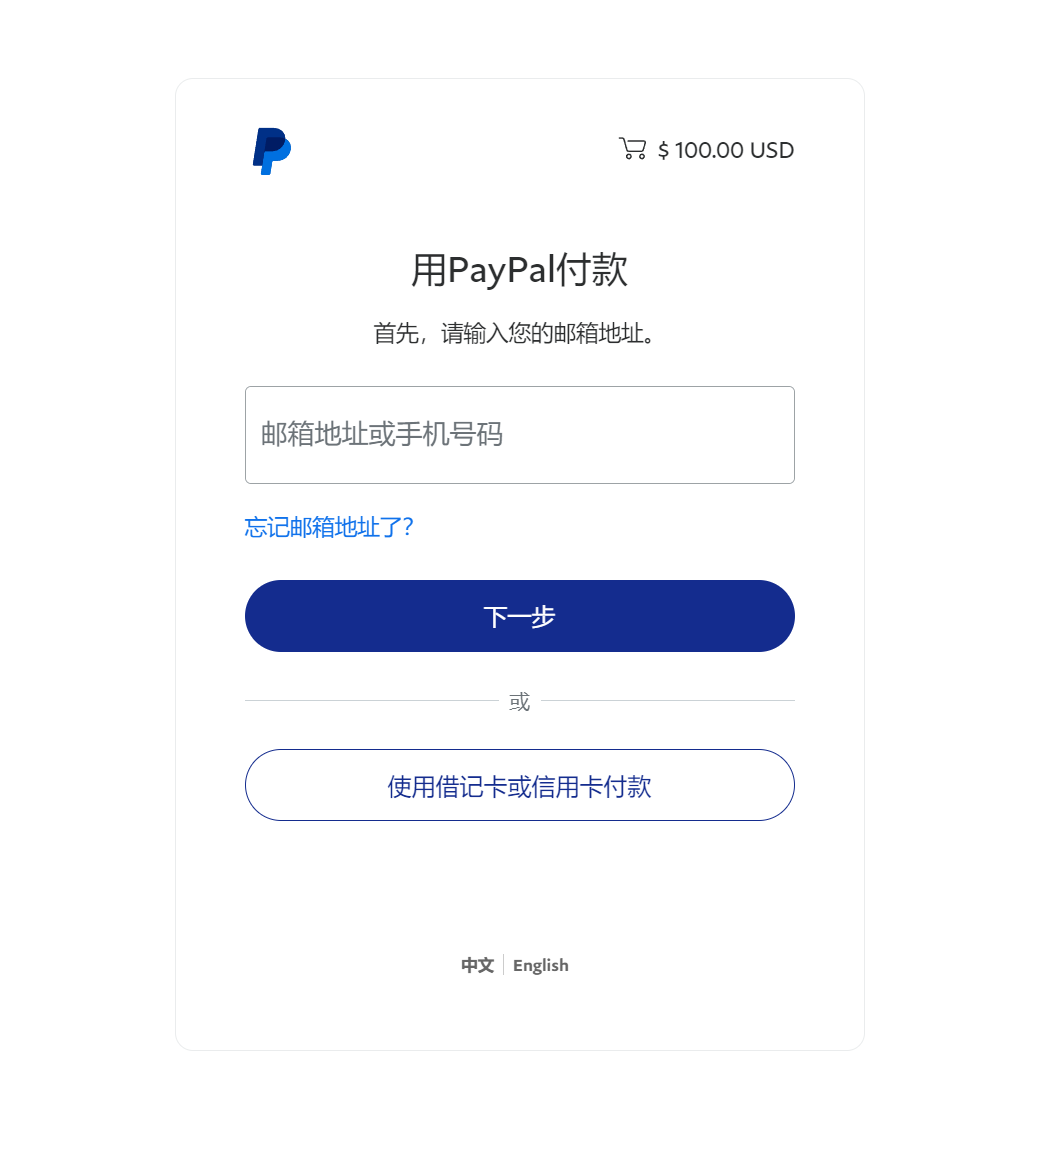 $ 100.00 USD
用PayPal付款
首先，请输入您的邮箱地址。
邮箱地址或手机号码
忘记邮箱地址了？
下一步
或
使用借记卡或信用卡付款
中文 English